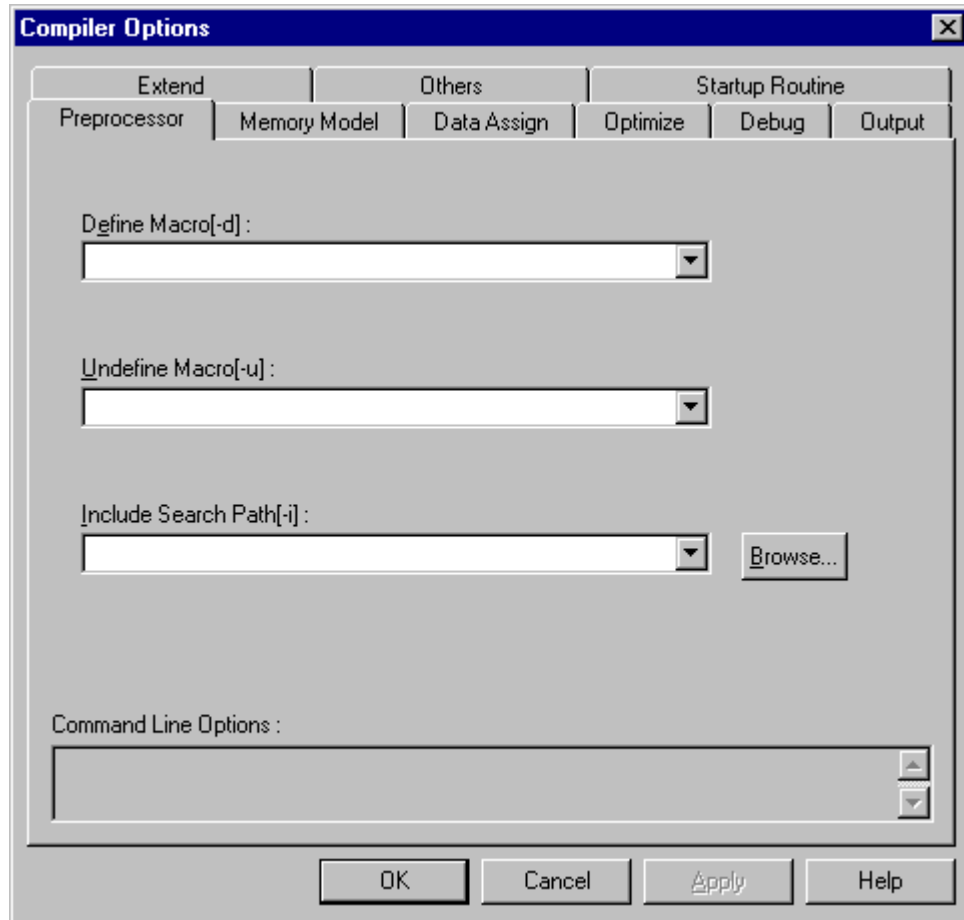 Compiler Options
Extend Others Startup Routine
Preprocessor Memory Model Data Assign Optimize Debug Output
Define Macro[-d] :
Undefine Macro[-u] :
Include Search Path[-i] :
Browse...
Command Line Options :
OK Cancel Apply Help